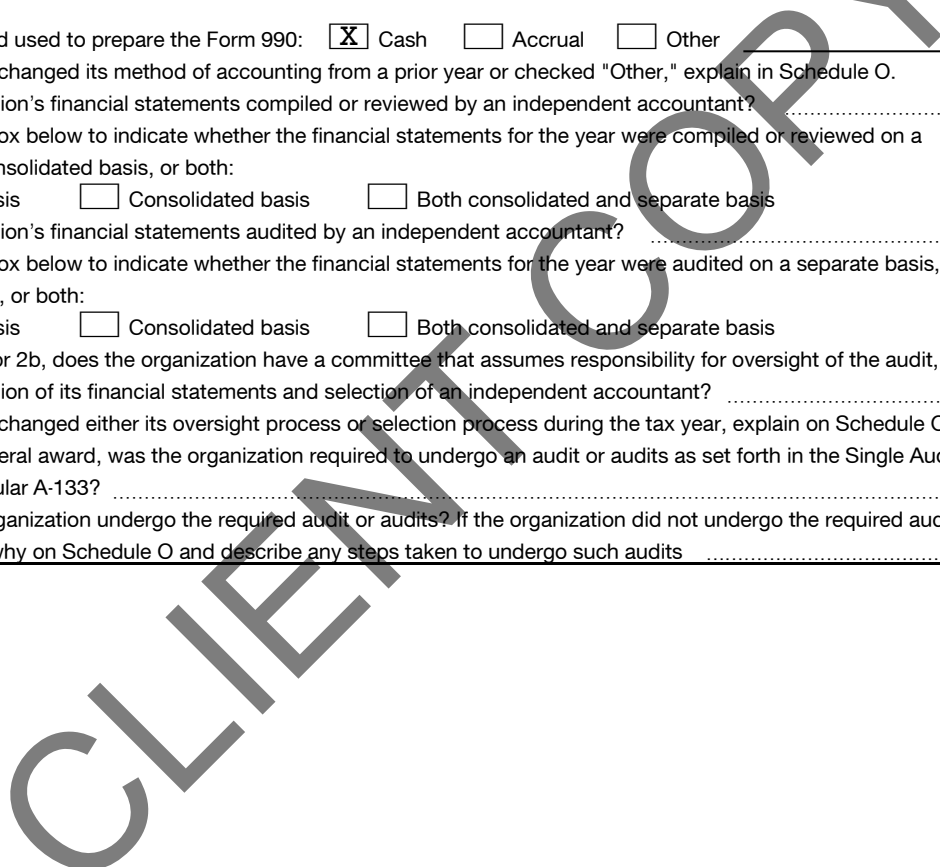 d used to prepare the Form 990: X Cash Accrual Other
changed its method of accounting from a prior year or checked "Other," explain in Schedule O.
ion's financial statements compiled or reviewed by an independent accountant?
ox below to indicate whether the financial statements for the year were compiled or reviewed on a
nsolidated basis, or both:
sis Consolidated basis Both consolidated and separate basis
ion's financial statements audited by an independent accountant?
ox below to indicate whether the financial statements for the year were audited on a separate basis,
, or both:
sis Consolidated basis Both consolidated and separate basis
or 2b, does the organization have a committee that assumes responsibility for oversight of the audit,
tion of its financial statements and selection of an independent accountant?
changed either its oversight process or selection process during the tax year, explain on Schedule O
eral award, was the organization required to undergo an audit or audits as set forth in the Single Aud
ular A-133?
ganization undergo the required audit or audits? If the organization did not undergo the required aud
why on Schedule O and describe any steps taken to undergo such audits
CLIENT COPY